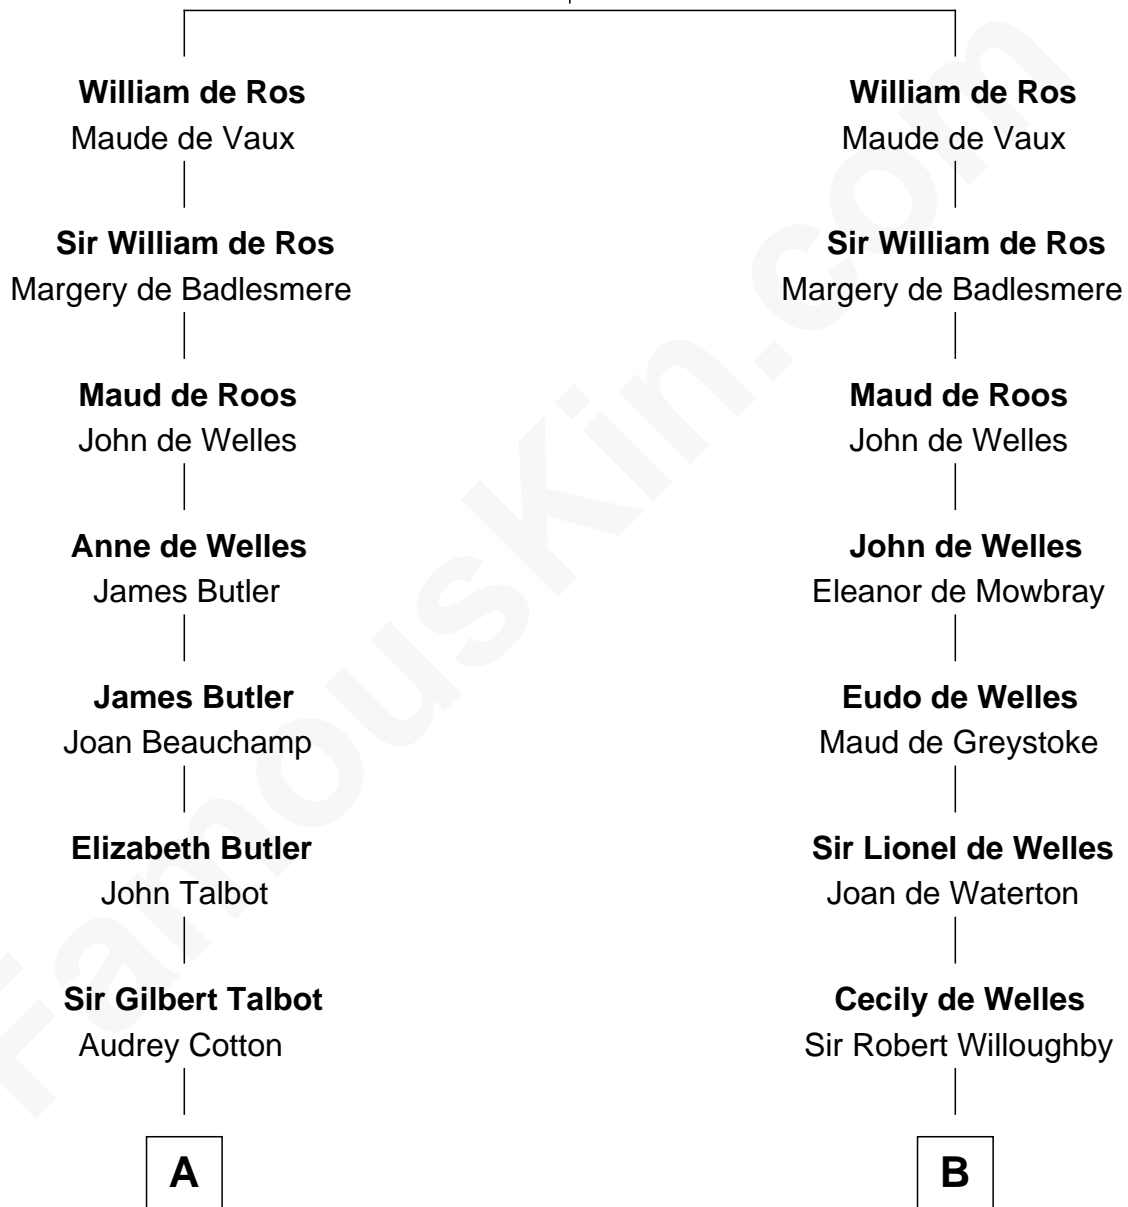 William de Ros
Maude de Vaux
William de Ros
Maude de Vaux
Sir William de Ros
Margery de Badlesmere
Sir William de Ros
Margery de Badlesmere
Maud de Roos
John de Welles
Maud de Roos
John de Welles
Anne de Welles
James Butler
John de Welles
Eleanor de Mowbray
James Butler
Joan Beauchamp
Eudo de Welles
Maud de Greystoke
Elizabeth Butler
John Talbot
Sir Lionel de Welles
Joan de Waterton
Sir Gilbert Talbot
Audrey Cotton
Cecily de Welles
Sir Robert Willoughby
A
B
FamousKin.com